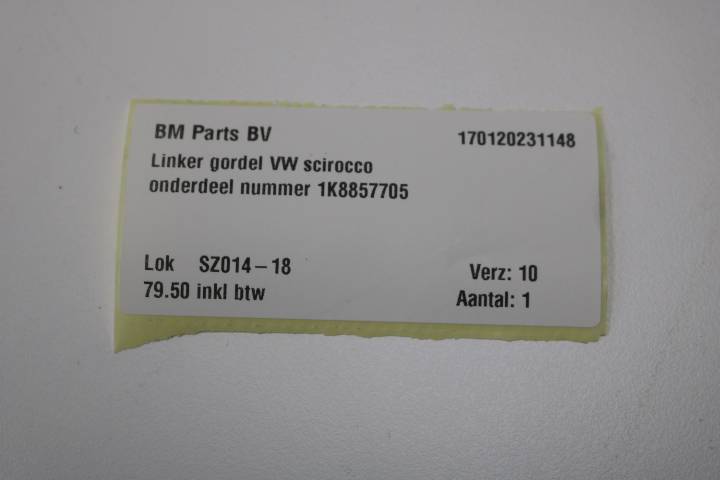 BM Parts BV 170120231148
Linker gordel VW scirocco
onderdeel nummer 1K8857705
Lok SZ014-18 Verz: 10
79.50 inkl btw Aantal: 1